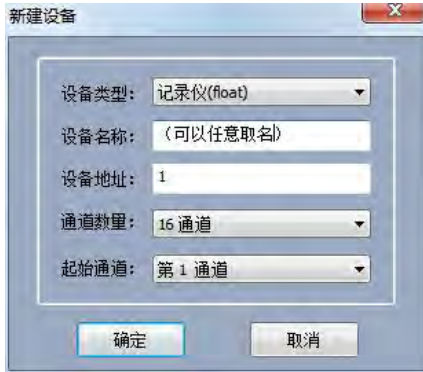 新建设备
设备类型： 记录仪(float)
设备名称： （可以任意取名）
设备地址： 1
通道数量： 16 通道
起始通道： 第 1 通道
确定 取消